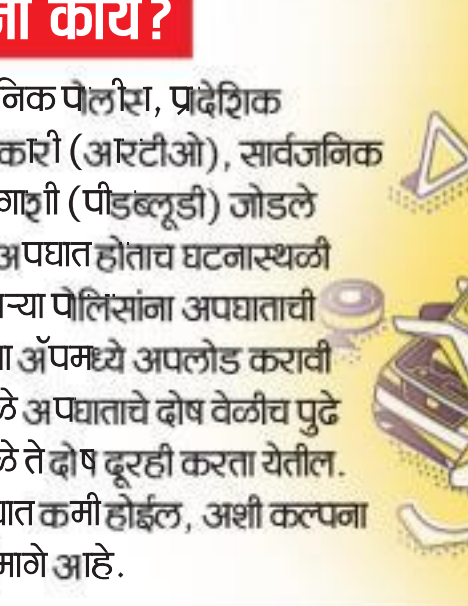 ना काय?
निक पोलीस, प्रादेशिक
कारी (आरटीओ), सार्वजनिक
गाशी (पीडब्लूडी) जोडले
अपघात होताच घटनास्थळी
ऱ्या पोलिसांना अपघाताची
ा ॲपमध्ये अपलोड करावी
ळे अपघाताचे दोष वेळीच पुढे
ळे ते दोष दूरही करता येतील.
घात कमी होईल, अशी कल्पना
मागे आहे.